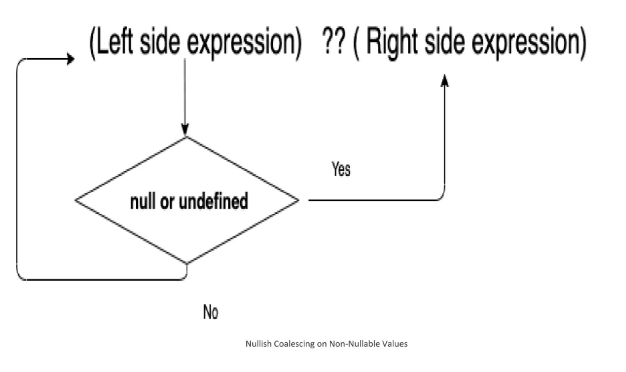 (Left side expression) ?? ( Right side expression)
Yes
null or undefined
No
Nullish Coalescing on Non-Nullable Values